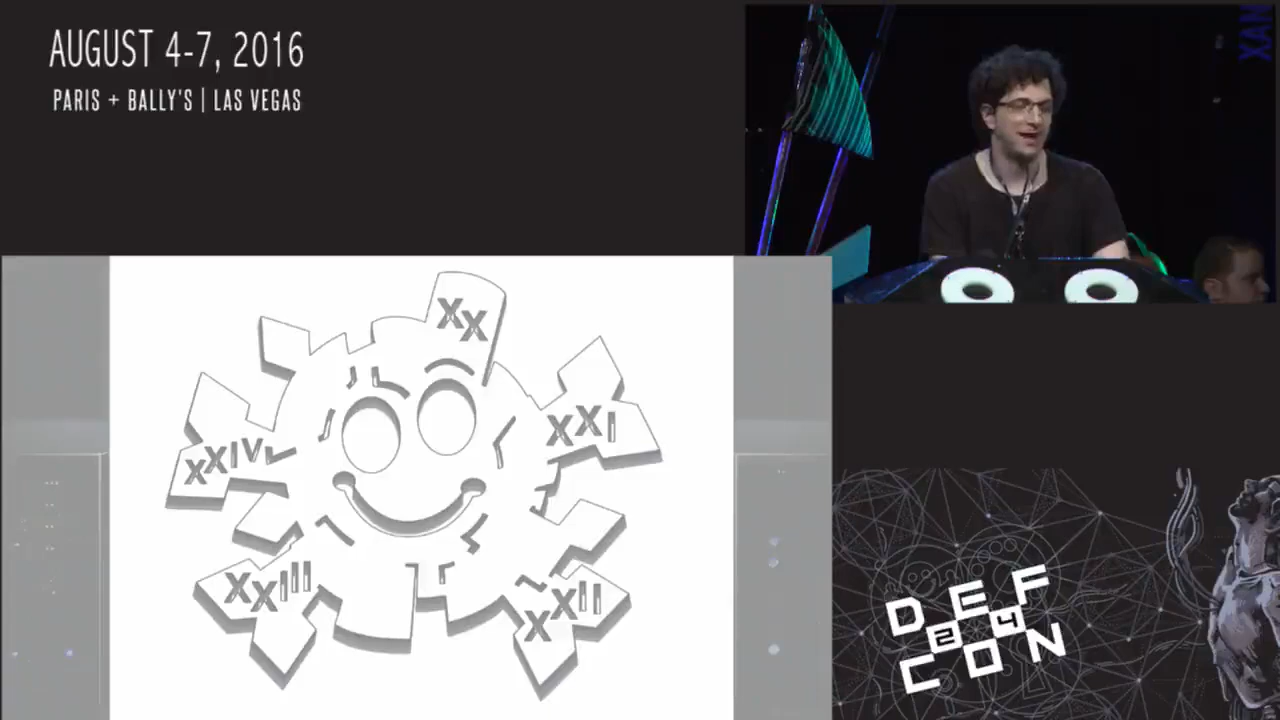 AUGUST 4-7, 2016
PARIS + BALLY'S | LAS VEGAS
XX
XXI
XXIV
XXIII
XXII
DEF
24
CON